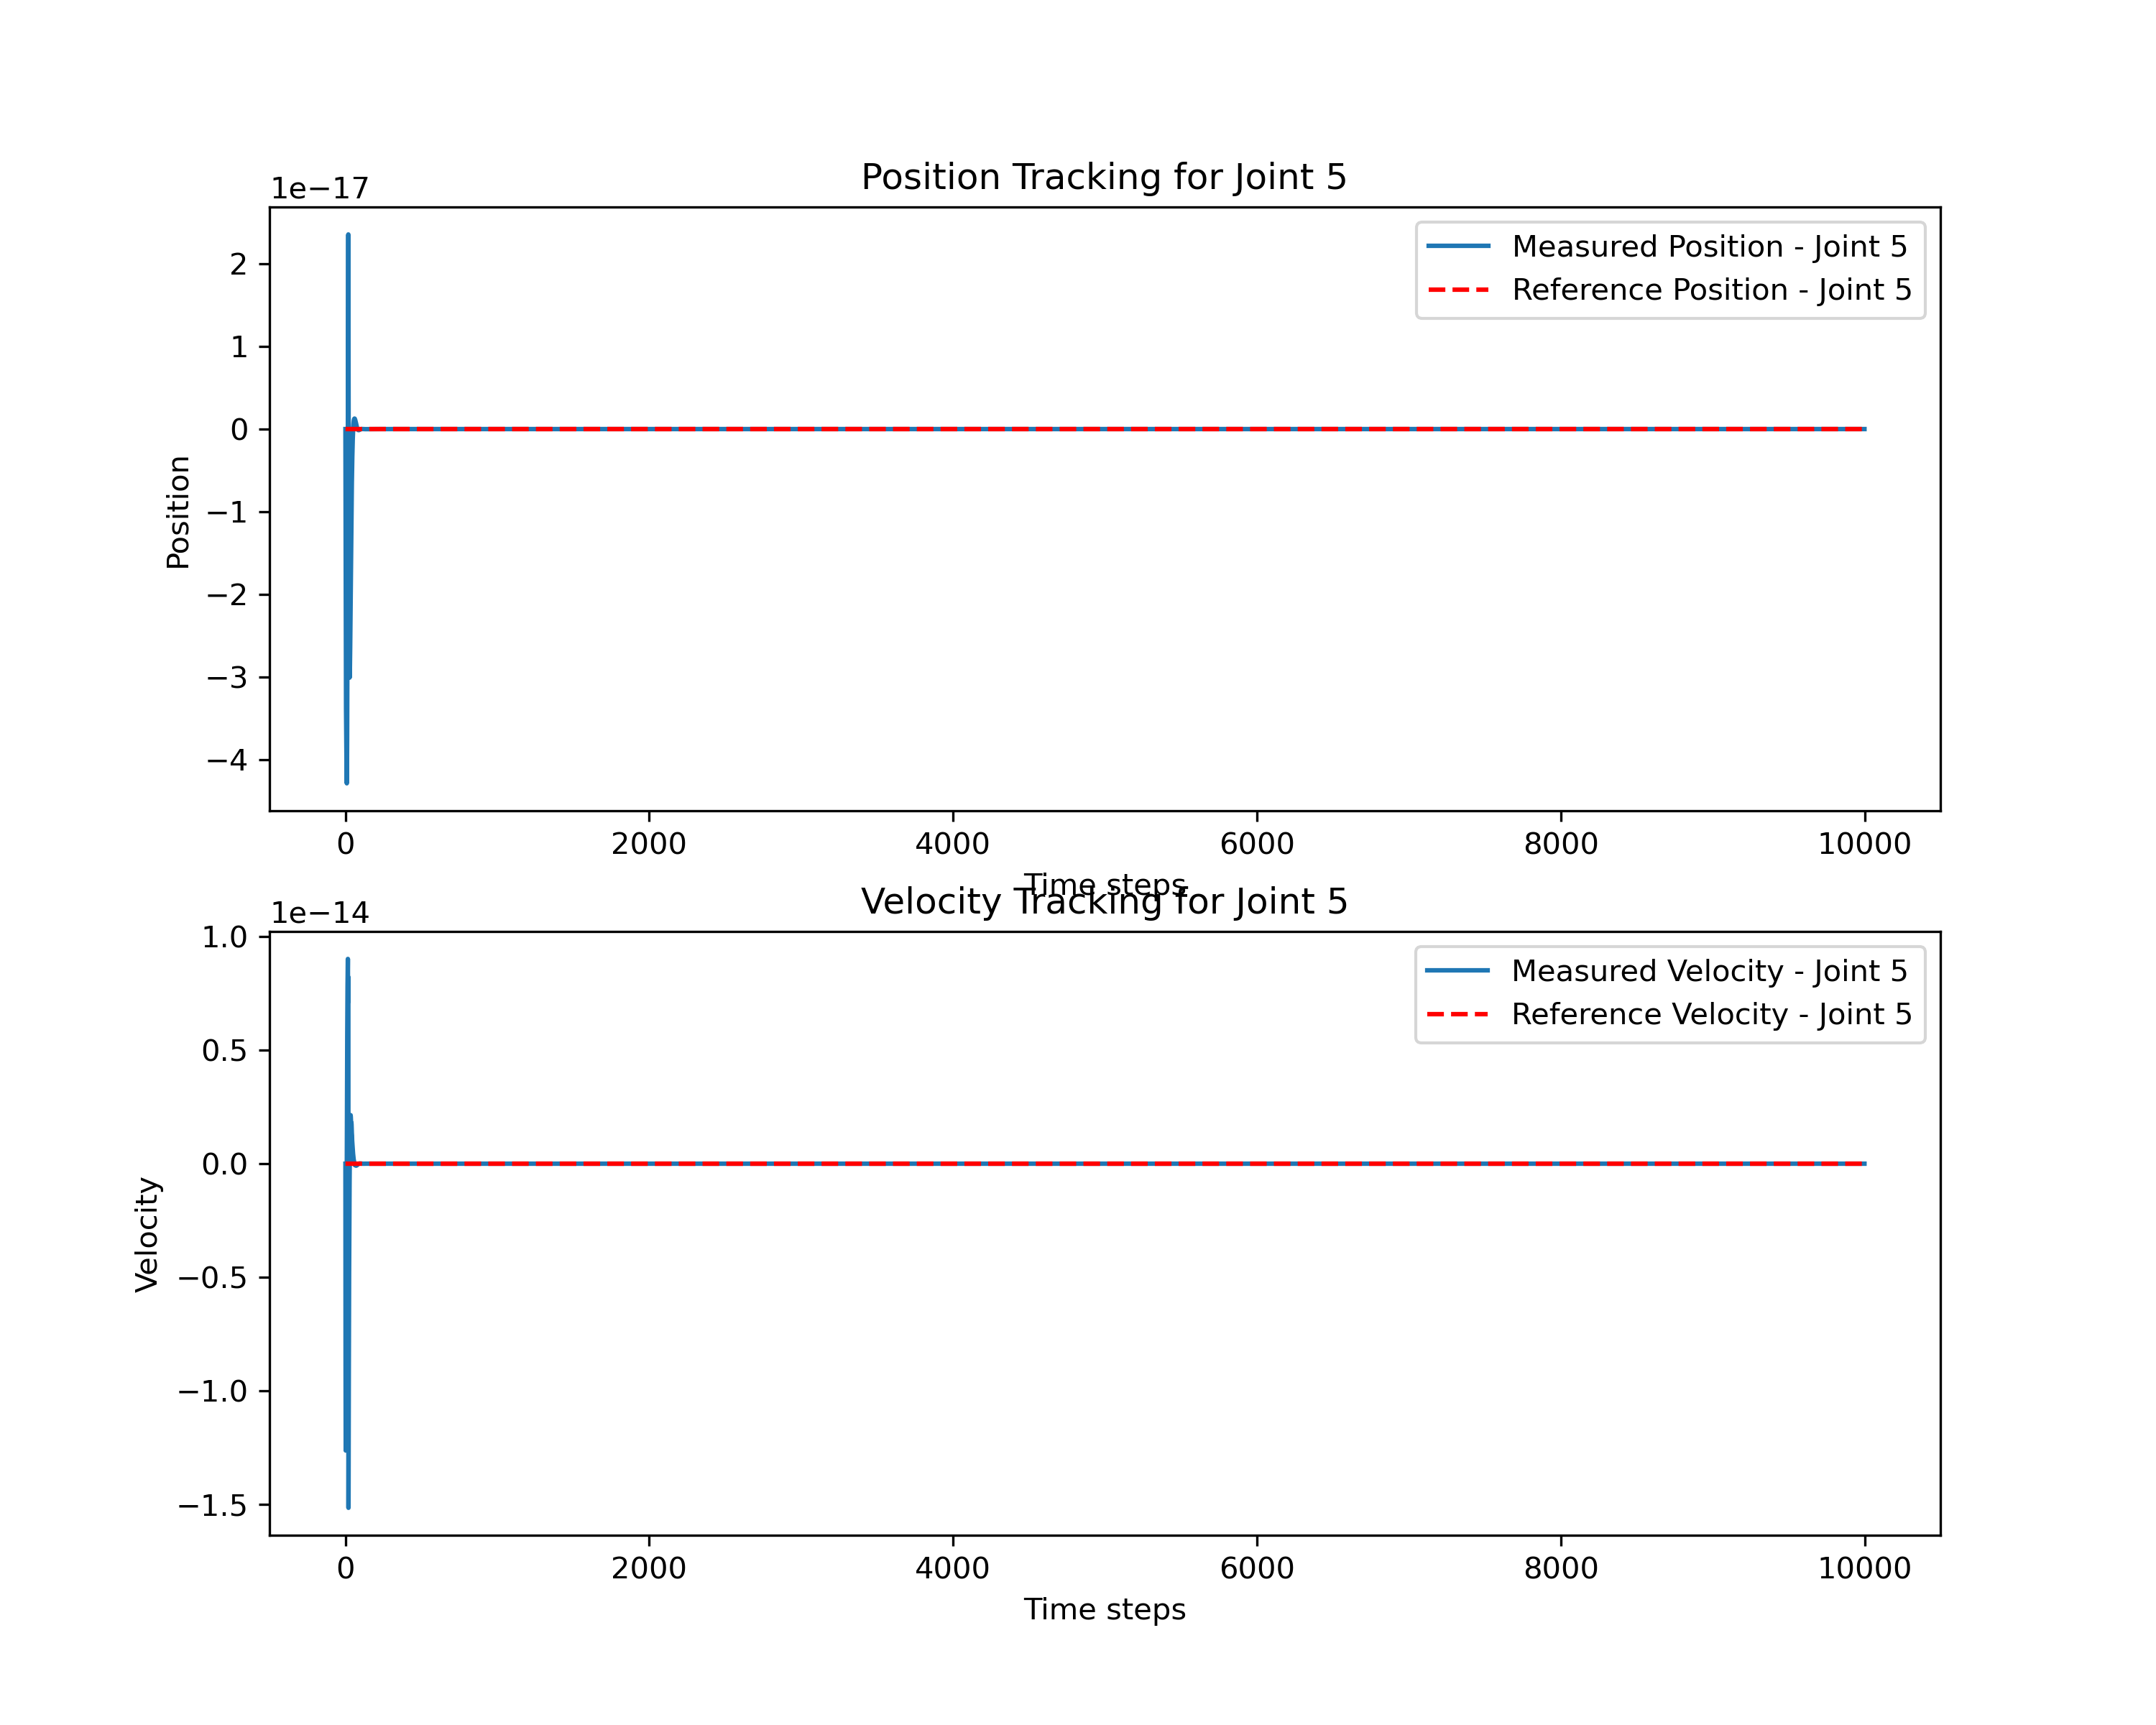 Position Tracking for Joint 5
1e−17
Measured Position - Joint 5
Reference Position - Joint 5
2
1
0
−1
−2
−3
−4
Position
0 2000 4000 6000 8000 10000
Time steps
Velocity Tracking for Joint 5
1e−14
Measured Velocity - Joint 5
Reference Velocity - Joint 5
1.0
0.5
0.0
−0.5
−1.0
−1.5
Velocity
0 2000 4000 6000 8000 10000
Time steps